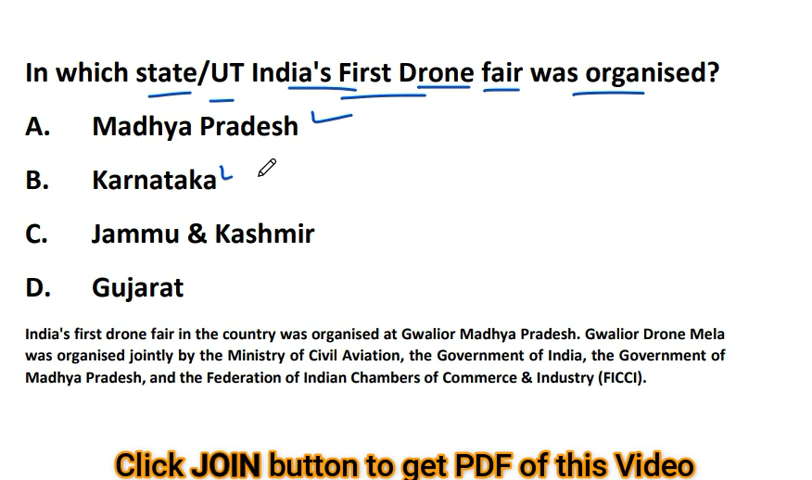 In which state/UT India's First Drone fair was organised?
A. Madhya Pradesh
B. Karnataka
C. Jammu & Kashmir
D. Gujarat
India's first drone fair in the country was organised at Gwalior Madhya Pradesh. Gwalior Drone Mela
was organised jointly by the Ministry of Civil Aviation, the Government of India, the Government of
Madhya Pradesh, and the Federation of Indian Chambers of Commerce & Industry (FICCI).
Click JOIN button to get PDF of this Video